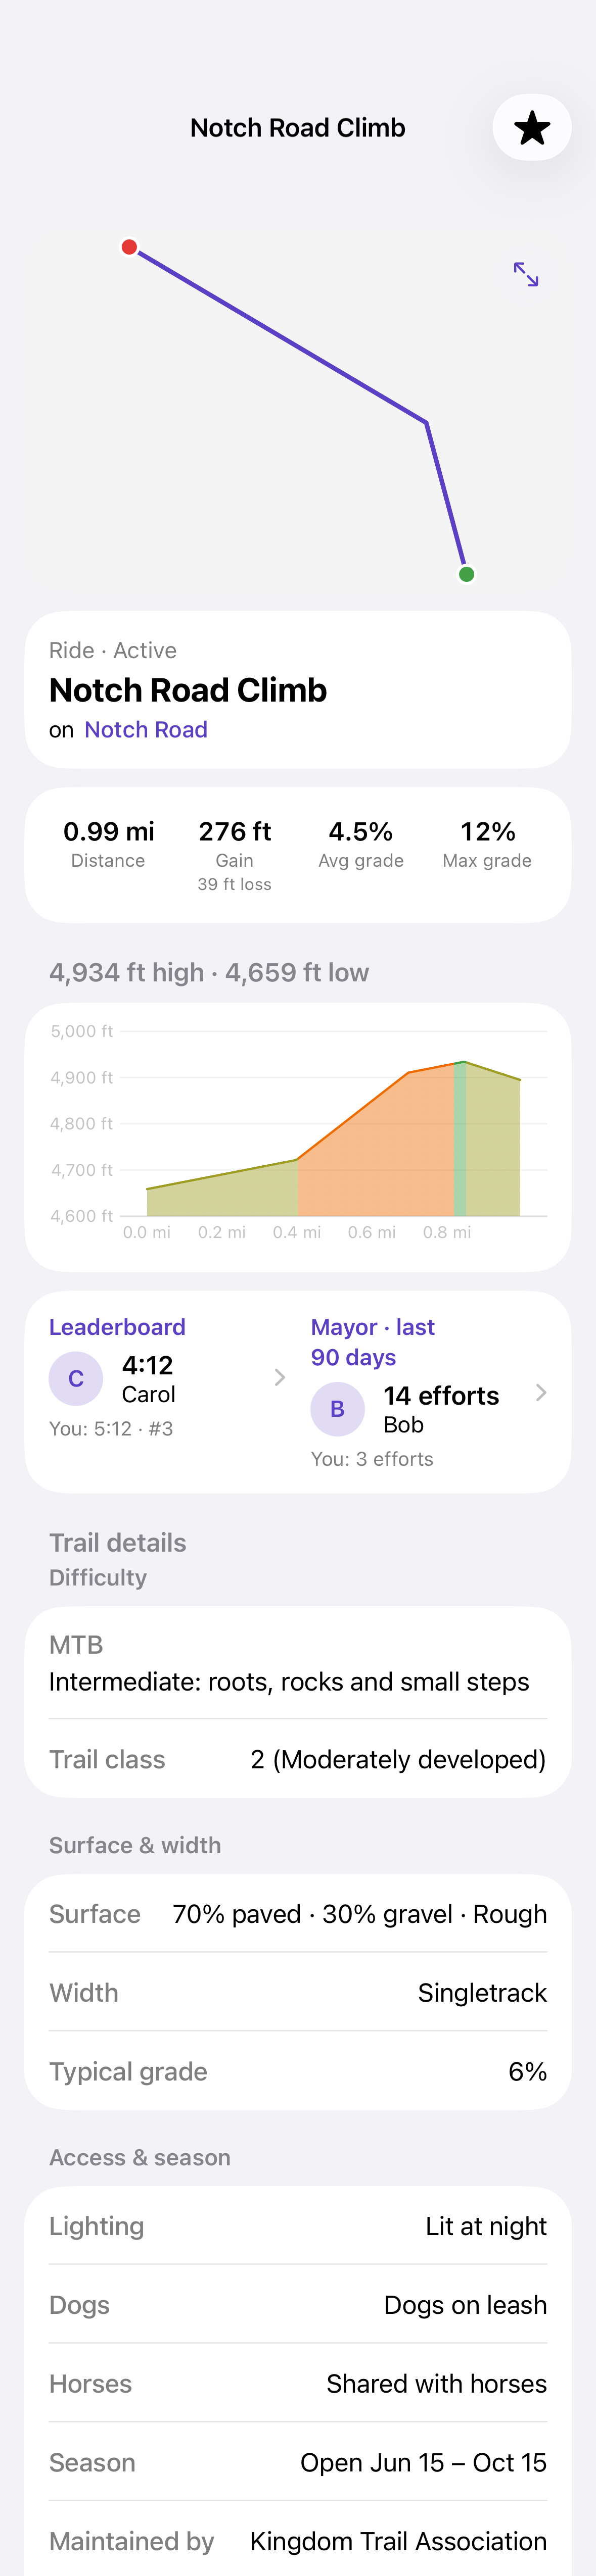 Notch Road Climb
Ride · Active
Notch Road Climb
on Notch Road
0.99 mi
Distance
276 ft
Gain
39 ft loss
4.5%
Avg grade
12%
Max grade
4,934 ft high · 4,659 ft low
5,000 ft
4,900 ft
4,800 ft
4,700 ft
4,600 ft
0.0 mi 0.2 mi 0.4 mi 0.6 mi 0.8 mi
Leaderboard
C
4:12
Carol
You: 5:12 · #3
Mayor · last
90 days
B
14 efforts
Bob
You: 3 efforts
Trail details
Difficulty
MTB
Intermediate: roots, rocks and small steps
Trail class 2 (Moderately developed)
Surface & width
Surface 70% paved · 30% gravel · Rough
Width Singletrack
Typical grade 6%
Access & season
Lighting Lit at night
Dogs Dogs on leash
Horses Shared with horses
Season Open Jun 15 – Oct 15
Maintained by Kingdom Trail Association